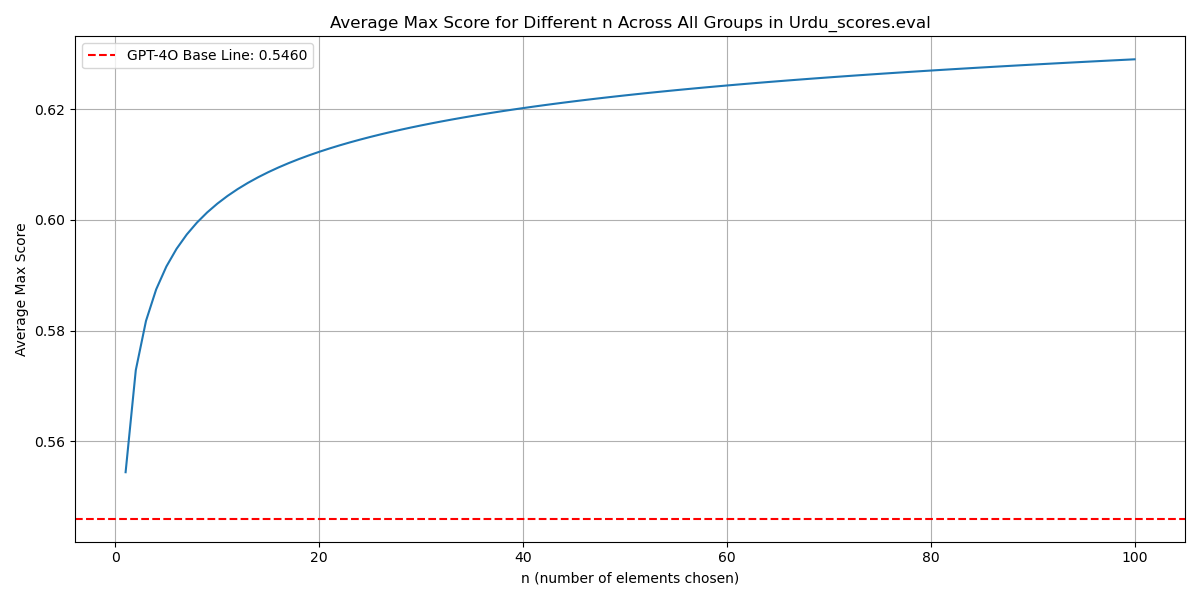 Average Max Score for Different n Across All Groups in Urdu_scores.eval
GPT-4O Base Line: 0.5460
Average Max Score
0.62
0.60
0.58
0.56
0
20
40
60
80
100
n (number of elements chosen)